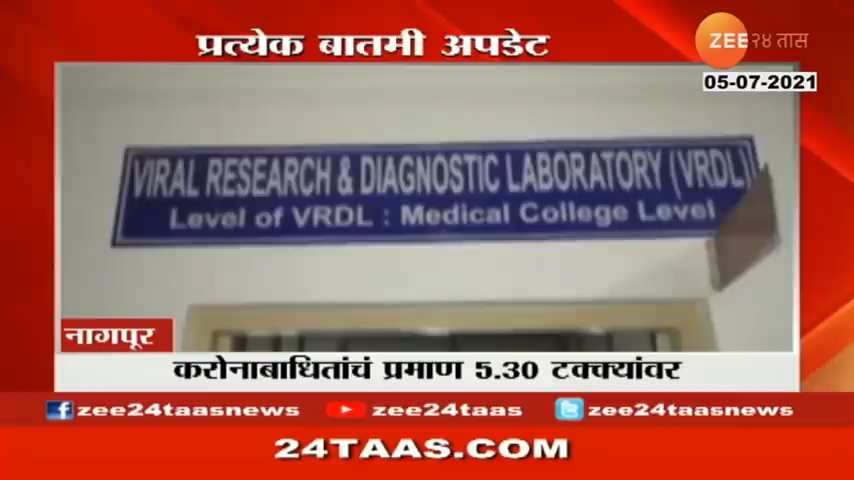 प्रत्येक बातमी अपडेट
ZEE २४ तास
05-07-2021
VIRAL RESEARCH & DIAGNOSTIC LABORATORY (VRDL)
Level of VRDL : Medical College Level
नागपूर
करोनाबाधितांचं प्रमाण 5.30 टक्क्यांवर
zee24taasnews
zee24taas
zee24taasnews
24TAAS.COM